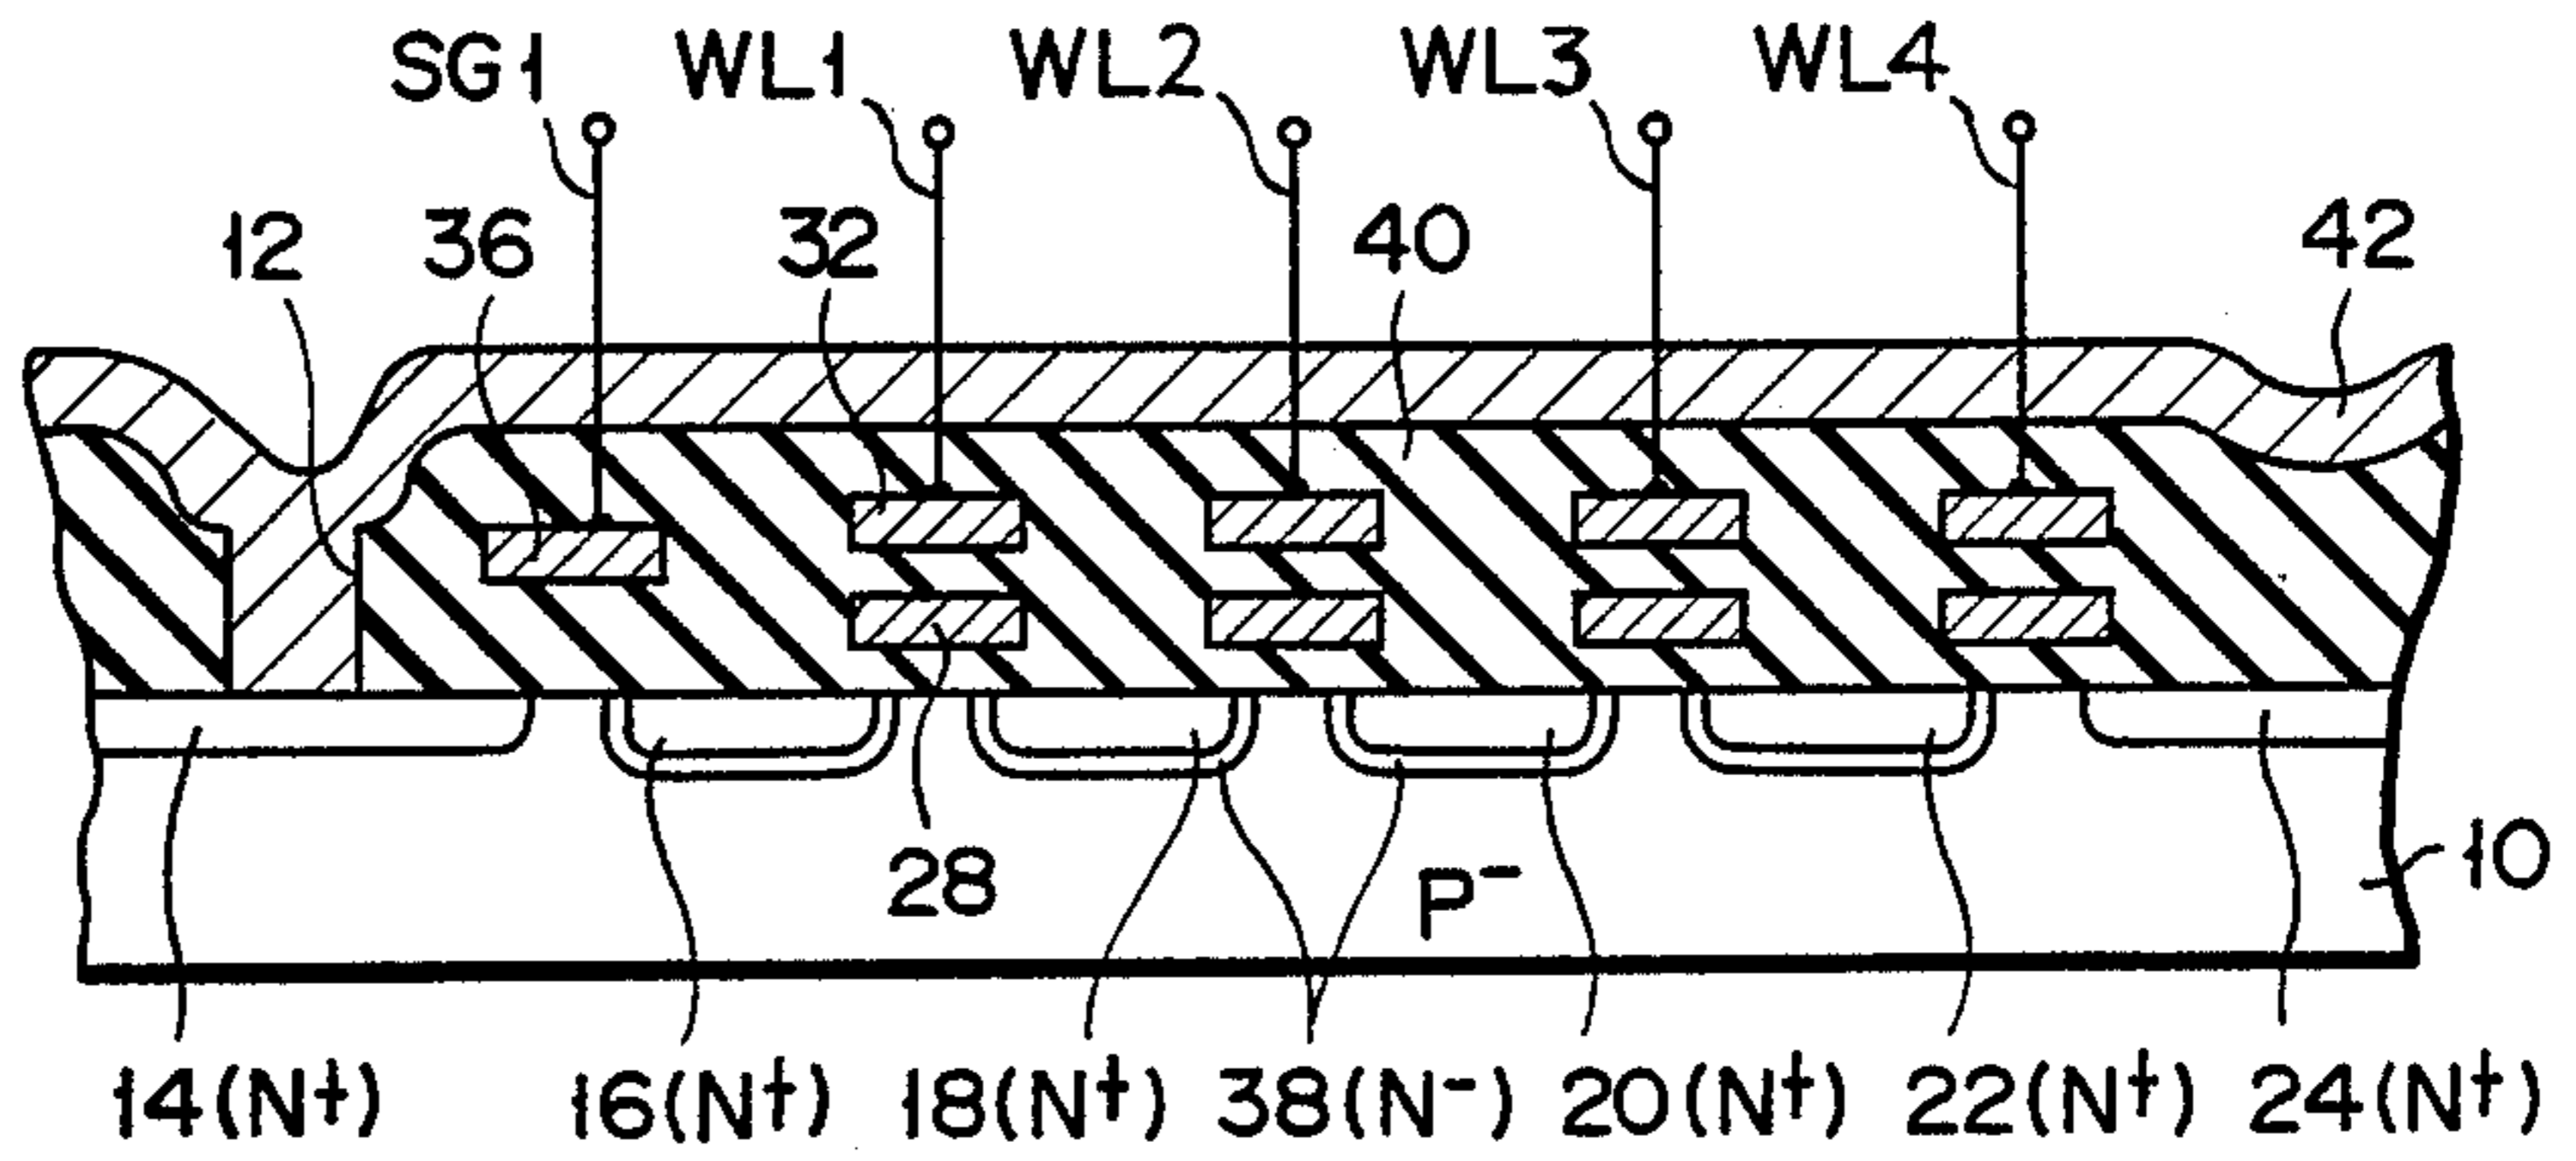 SG1 WL1 WL2 WL3 WL4
12 36 32 40 42
28 P⁻ 10
14(N⁺) 16(N⁺) 18(N⁺) 38(N⁻) 20(N⁺) 22(N⁺) 24(N⁺)